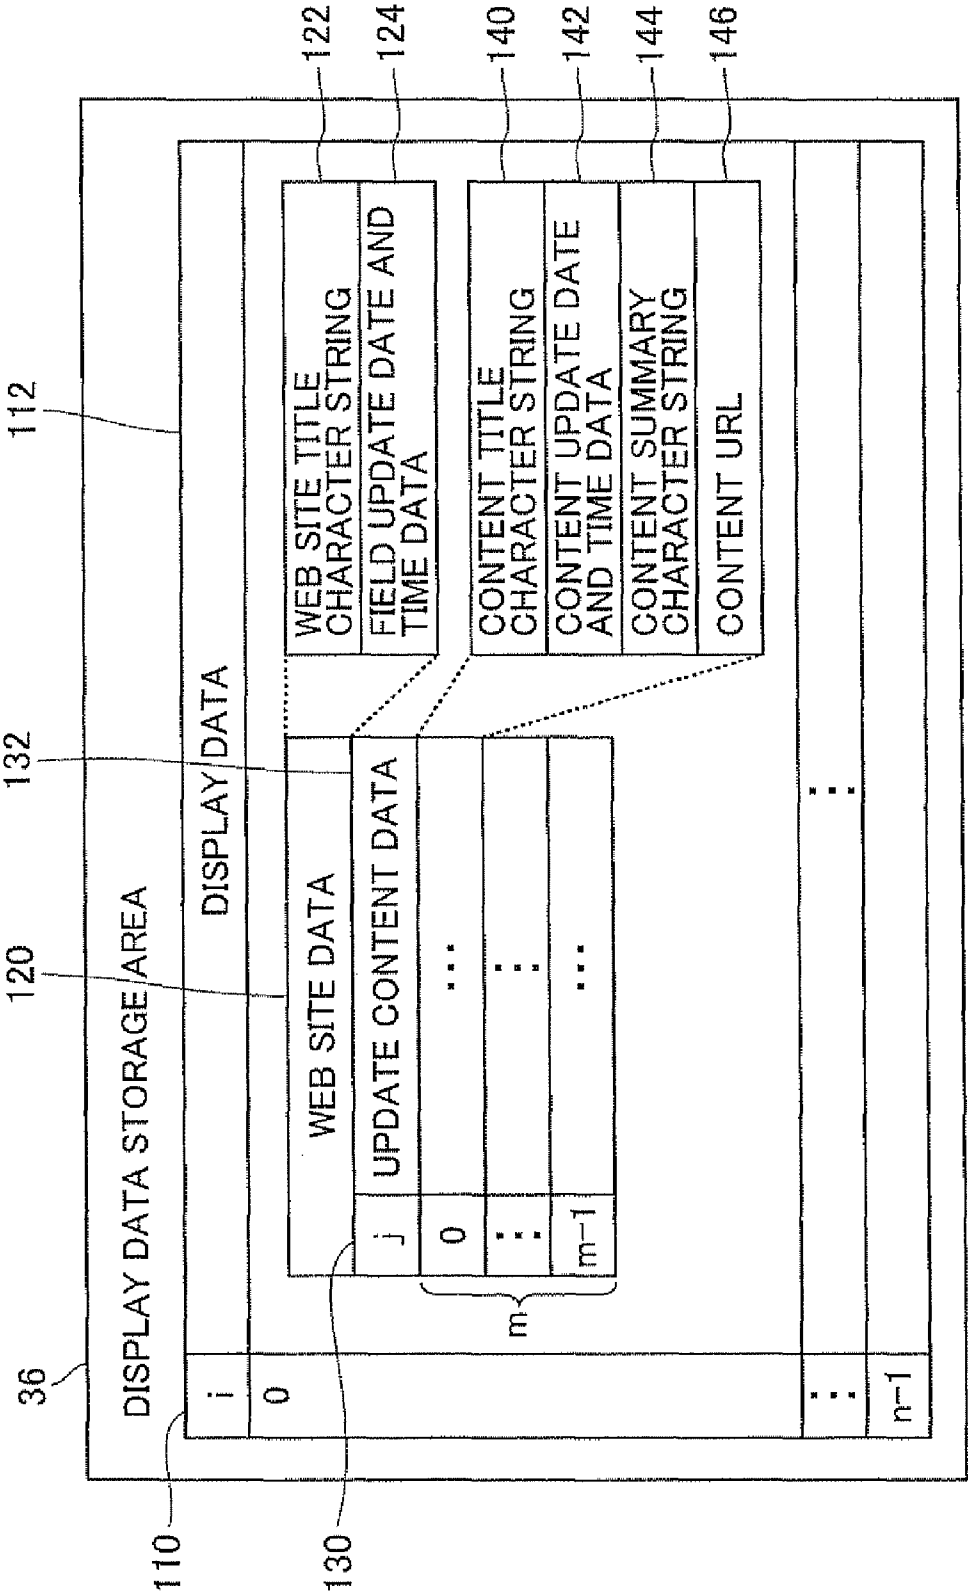 36
DISPLAY DATA STORAGE AREA
110
112
i
DISPLAY DATA
0
120
WEB SITE DATA
130
132
j
UPDATE CONTENT DATA
0
...
⋮
⋮
m-1
...
m
WEB SITE TITLE
CHARACTER STRING
122
FIELD UPDATE DATE AND
TIME DATA
124
CONTENT TITLE
CHARACTER STRING
140
CONTENT UPDATE DATE
AND TIME DATA
142
CONTENT SUMMARY
CHARACTER STRING
144
CONTENT URL
146
⋮
⋮
n-1